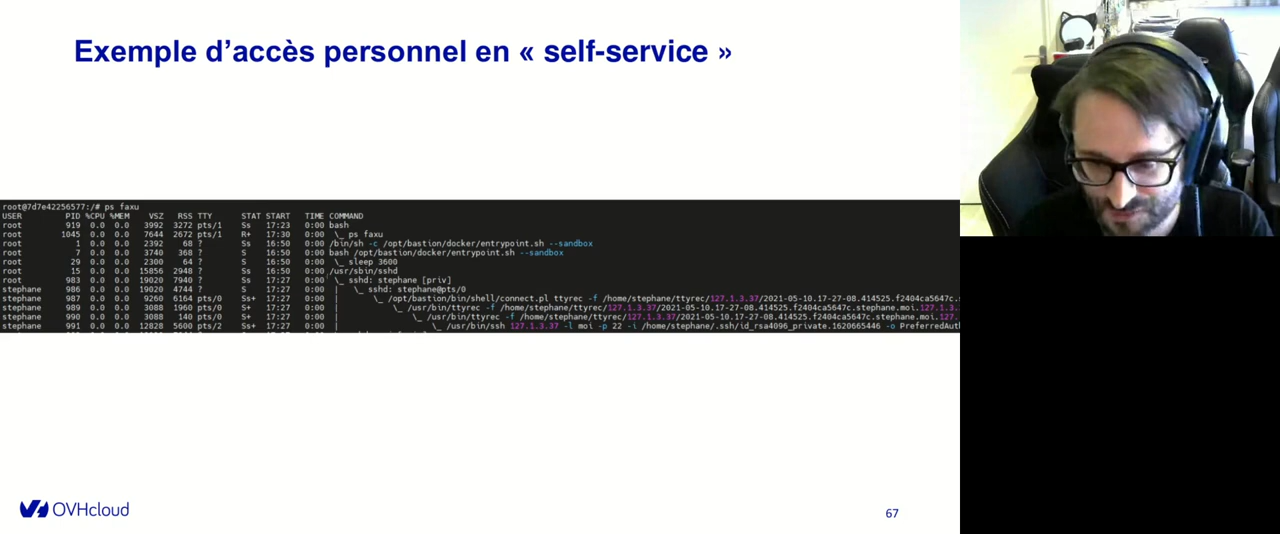 Exemple d’accès personnel en « self-service »
root@7d7e42256577:/# ps faxu
USER PID %CPU %MEM VSZ RSS TTY STAT START TIME COMMAND
root 919 0.0 0.0 3992 3272 pts/1 Ss 17:23 0:00 bash
root 1045 0.0 0.0 7644 2672 pts/1 R+ 17:30 0:00 \_ ps faxu
root 1 0.0 0.0 2392 68 ? Ss 16:50 0:00 /bin/sh -c /opt/bastion/docker/entrypoint.sh --sandbox
root 7 0.0 0.0 3740 368 ? S 16:50 0:00 bash /opt/bastion/docker/entrypoint.sh --sandbox
root 29 0.0 0.0 2300 64 ? S 16:50 0:00 \_ sleep 3600
root 15 0.0 0.0 15856 2948 ? Ss 16:50 0:00 /usr/sbin/sshd
root 983 0.0 0.0 19020 7940 ? Ss 17:27 0:00 \_ sshd: stephane [priv]
stephane 986 0.0 0.0 19020 4744 ? S 17:27 0:00 | \_ sshd: stephane@pts/0
stephane 987 0.0 0.0 9260 6164 pts/0 Ss+ 17:27 0:00 | \_ /opt/bastion/bin/shell/connect.pl ttyrec -f /home/stephane/ttyrec/127.1.3.37/2021-05-10.17-27-08.414525.f2404ca5647c.s
stephane 989 0.0 0.0 3088 1960 pts/0 S+ 17:27 0:00 | \_ /usr/bin/ttyrec -f /home/stephane/ttyrec/127.1.3.37/2021-05-10.17-27-08.414525.f2404ca5647c.stephane.moi.127.
stephane 990 0.0 0.0 3088 140 pts/0 S+ 17:27 0:00 | \_ /usr/bin/ttyrec -f /home/stephane/ttyrec/127.1.3.37/2021-05-10.17-27-08.414525.f2404ca5647c.stephane.moi.12
stephane 991 0.0 0.0 12828 5600 pts/2 Ss+ 17:27 0:00 | \_ /usr/bin/ssh 127.1.3.37 -l moi -p 22 -i /home/stephane/.ssh/id_rsa4096_private.1620665446 -o PreferredAut
OVHcloud
67